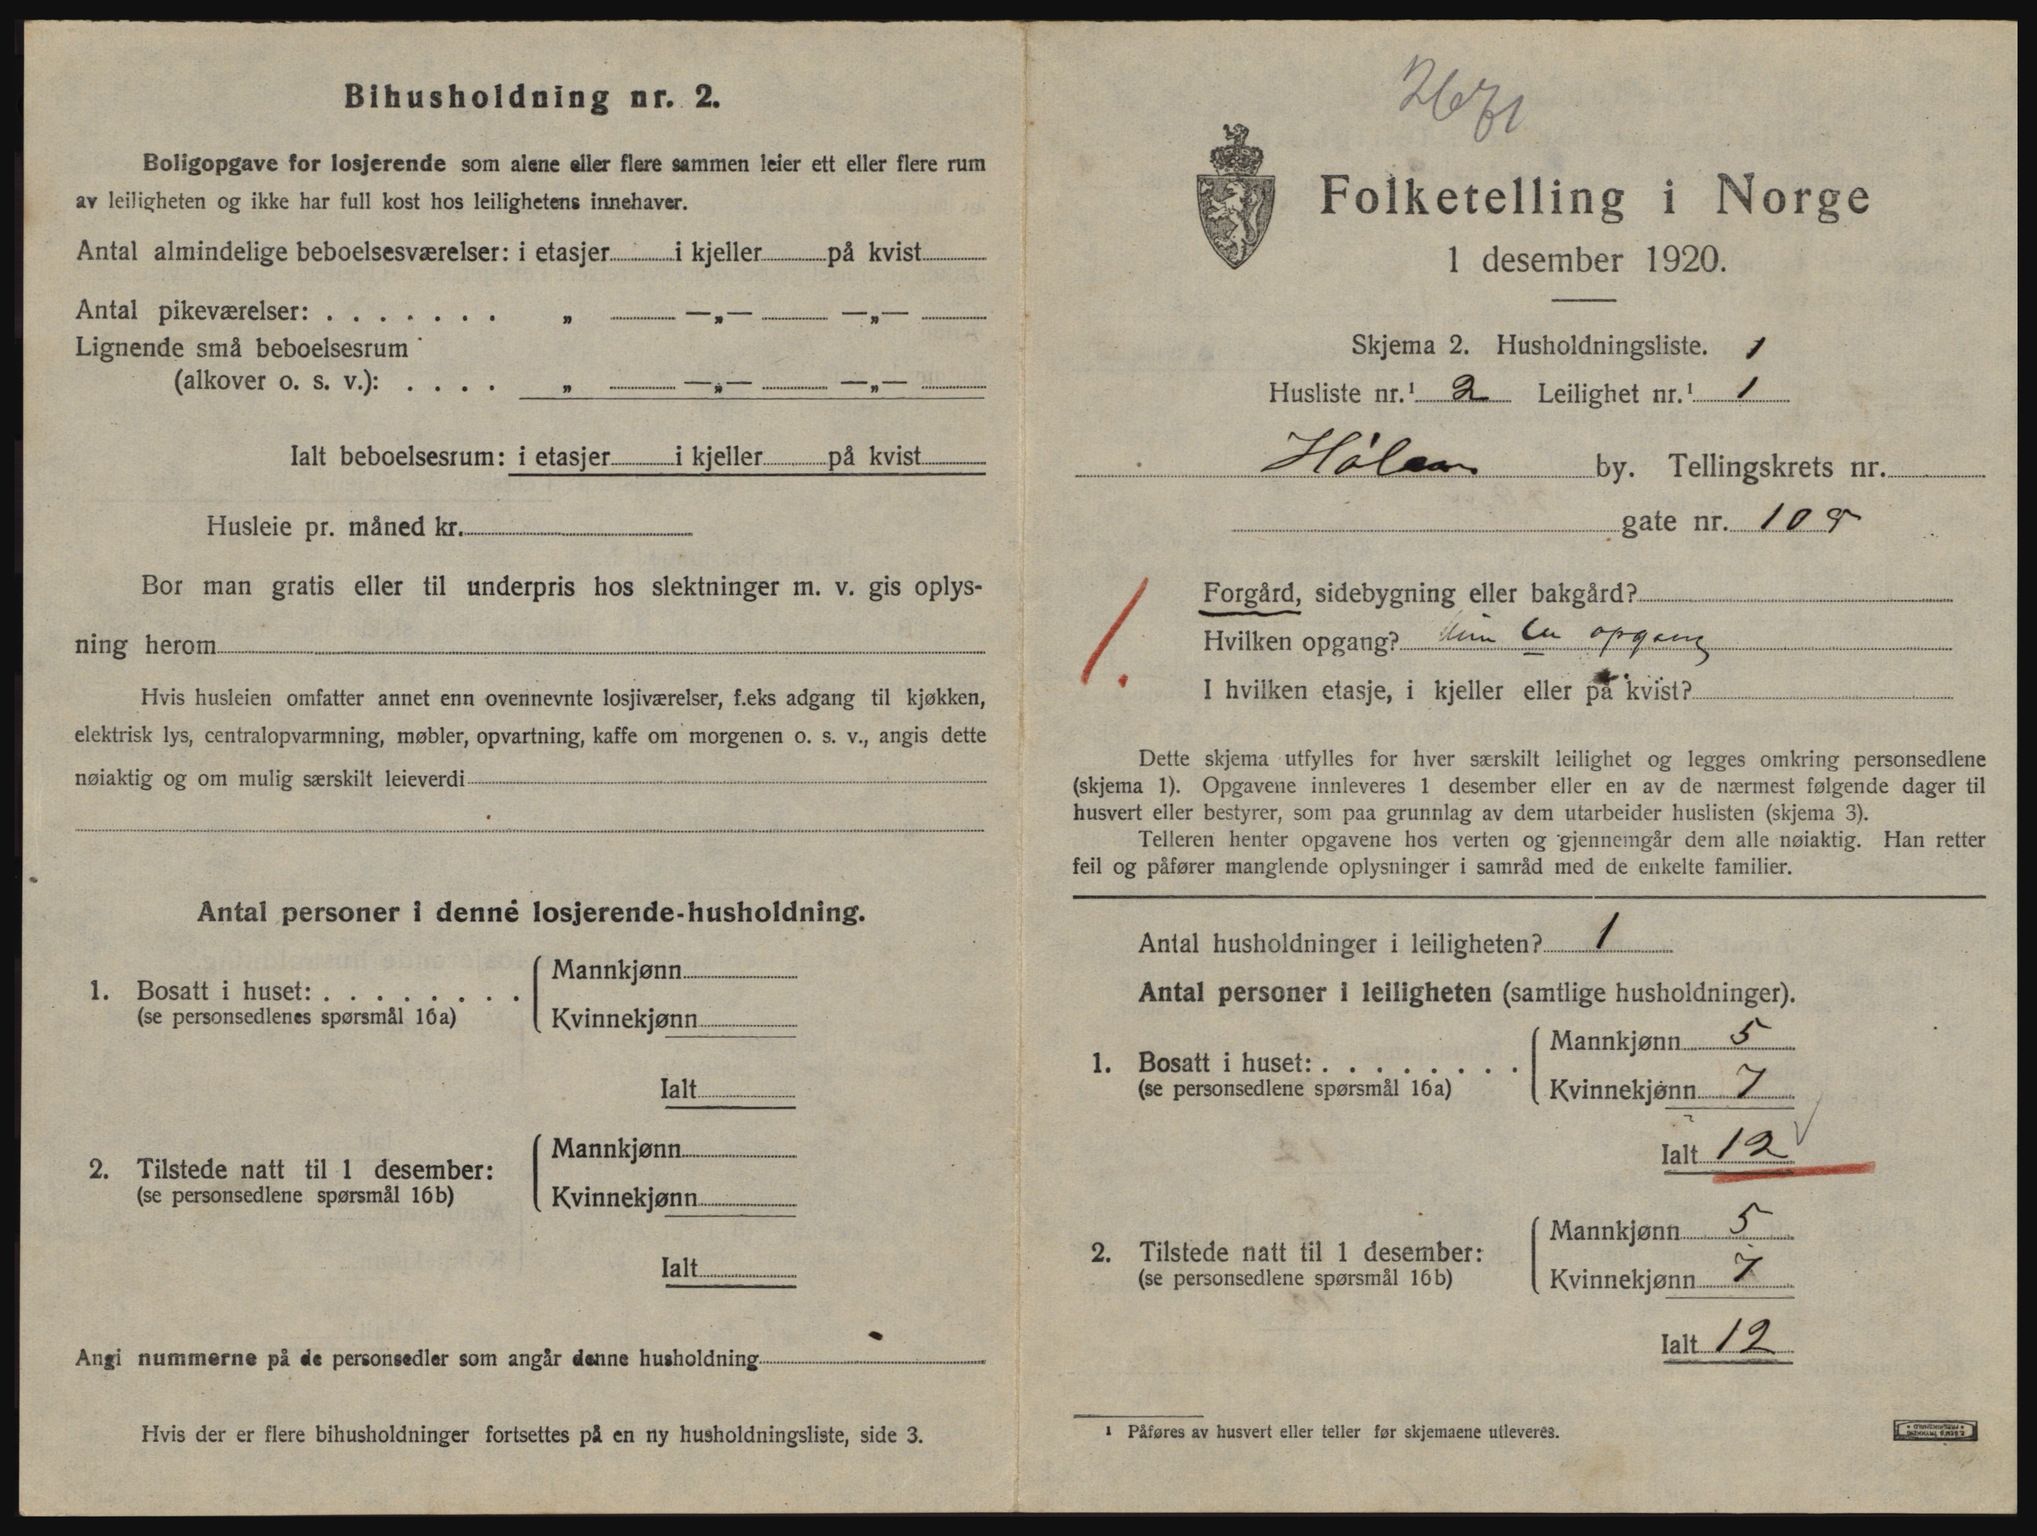 Bihusholdning nr. 2.
Boligopgave for losjerende som alene eller flere sammen leier ett eller flere rum
av leiligheten og ikke har full kost hos leilighetens innehaver.
Antal almindelige beboelsesværelser: i etasjer i kjeller på kvist
Antal pikeværelser: . . . . . . . „ —„— —„—
Lignende små beboelsesrum
(alkover o. s. v.): . . . . „ —„— —„—
Ialt beboelsesrum: i etasjer i kjeller på kvist
Husleie pr. måned kr.
Bor man gratis eller til underpris hos slektninger m. v. gis oplys-
ning herom
Hvis husleien omfatter annet enn ovennevnte losjiværelser, f.eks adgang til kjøkken,
elektrisk lys, centralopvarmning, møbler, opvartning, kaffe om morgenen o. s. v., angis dette
nøiaktig og om mulig særskilt leieverdi
Antal personer i denne losjerende-husholdning.
1. Bosatt i huset: . . . . . . . .
(se personsedlenes spørsmål 16a)
Mannkjønn
Kvinnekjønn
Ialt
2. Tilstede natt til 1 desember:
(se personsedlene spørsmål 16b)
Mannkjønn
Kvinnekjønn
Ialt
Angi nummerne på de personsedler som angår denne husholdning
Hvis der er flere bihusholdninger fortsettes på en ny husholdningsliste, side 3.
2671
Folketelling i Norge
1 desember 1920.
Skjema 2. Husholdningsliste. 1
Husliste nr.¹ 2 Leilighet nr.¹ 1
Hølen by. Tellingskrets nr.
gate nr. 109
1.
Forgård, sidebygning eller bakgård?
Hvilken opgang? opgang
I hvilken etasje, i kjeller eller på kvist?
Dette skjema utfylles for hver særskilt leilighet og legges omkring personsedlene
(skjema 1). Opgavene innleveres 1 desember eller en av de nærmest følgende dager til
husvert eller bestyrer, som paa grunnlag av dem utarbeider huslisten (skjema 3).
Telleren henter opgavene hos verten og gjennemgår dem alle nøiaktig. Han retter
feil og påfører manglende oplysninger i samråd med de enkelte familier.
Antal husholdninger i leiligheten? 1
Antal personer i leiligheten (samtlige husholdninger).
1. Bosatt i huset: . . . . . . . .
(se personsedlene spørsmål 16a)
Mannkjønn 5
Kvinnekjønn 7
Ialt 12
2. Tilstede natt til 1 desember:
(se personsedlene spørsmål 16b)
Mannkjønn 5
Kvinnekjønn 7
Ialt 12
¹ Påføres av husvert eller teller før skjemaene utleveres.